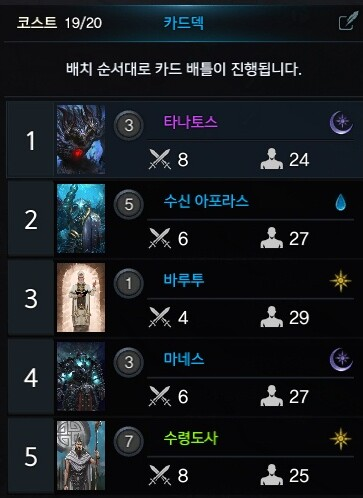 코스트 19/20 카드덱
배치 순서대로 카드 배틀이 진행됩니다.
1 3 타나토스
8 24
2 5 수신 아포라스
6 27
3 1 바루투
4 29
4 3 마네스
6 27
5 7 수령도사
8 25